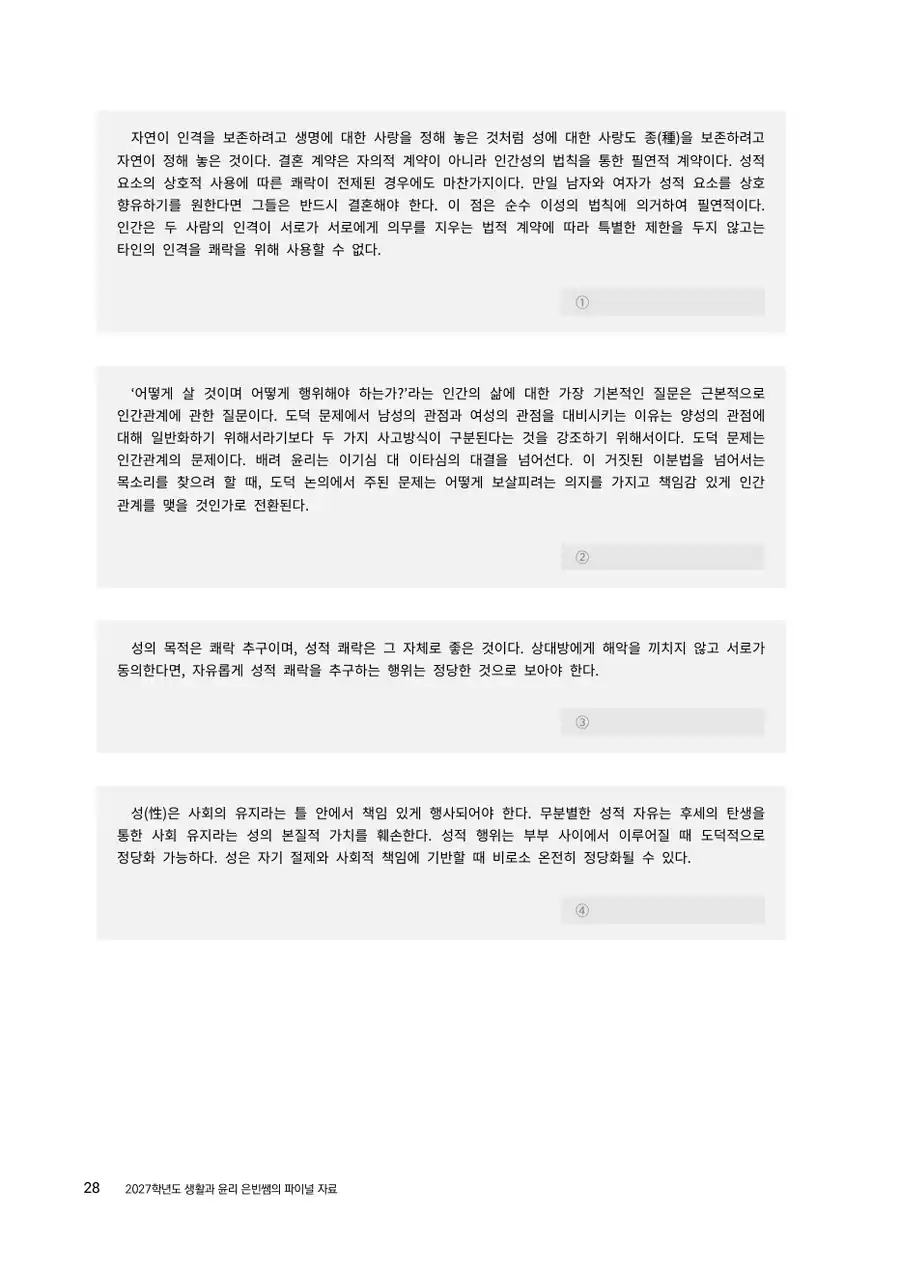 자연이 인격을 보존하려고 생명에 대한 사랑을 정해 놓은 것처럼 성에 대한 사랑도 종(種)을 보존하려고
자연이 정해 놓은 것이다. 결혼 계약은 자의적 계약이 아니라 인간성의 법칙을 통한 필연적 계약이다. 성적
요소의 상호적 사용에 따른 쾌락이 전제된 경우에도 마찬가지이다. 만일 남자와 여자가 성적 요소를 상호
향유하기를 원한다면 그들은 반드시 결혼해야 한다. 이 점은 순수 이성의 법칙에 의거하여 필연적이다.
인간은 두 사람의 인격이 서로가 서로에게 의무를 지우는 법적 계약에 따라 특별한 제한을 두지 않고는
타인의 인격을 쾌락을 위해 사용할 수 없다.
①
‘어떻게 살 것이며 어떻게 행위해야 하는가?’라는 인간의 삶에 대한 가장 기본적인 질문은 근본적으로
인간관계에 관한 질문이다. 도덕 문제에서 남성의 관점과 여성의 관점을 대비시키는 이유는 양성의 관점에
대해 일반화하기 위해서라기보다 두 가지 사고방식이 구분된다는 것을 강조하기 위해서이다. 도덕 문제는
인간관계의 문제이다. 배려 윤리는 이기심 대 이타심의 대결을 넘어선다. 이 거짓된 이분법을 넘어서는
목소리를 찾으려 할 때, 도덕 논의에서 주된 문제는 어떻게 보살피려는 의지를 가지고 책임감 있게 인간
관계를 맺을 것인가로 전환된다.
②
성의 목적은 쾌락 추구이며, 성적 쾌락은 그 자체로 좋은 것이다. 상대방에게 해악을 끼치지 않고 서로가
동의한다면, 자유롭게 성적 쾌락을 추구하는 행위는 정당한 것으로 보아야 한다.
③
성(性)은 사회의 유지라는 틀 안에서 책임 있게 행사되어야 한다. 무분별한 성적 자유는 후세의 탄생을
통한 사회 유지라는 성의 본질적 가치를 훼손한다. 성적 행위는 부부 사이에서 이루어질 때 도덕적으로
정당화 가능하다. 성은 자기 절제와 사회적 책임에 기반할 때 비로소 온전히 정당화될 수 있다.
④
28 2027학년도 생활과 윤리 은빈쌤의 파이널 자료